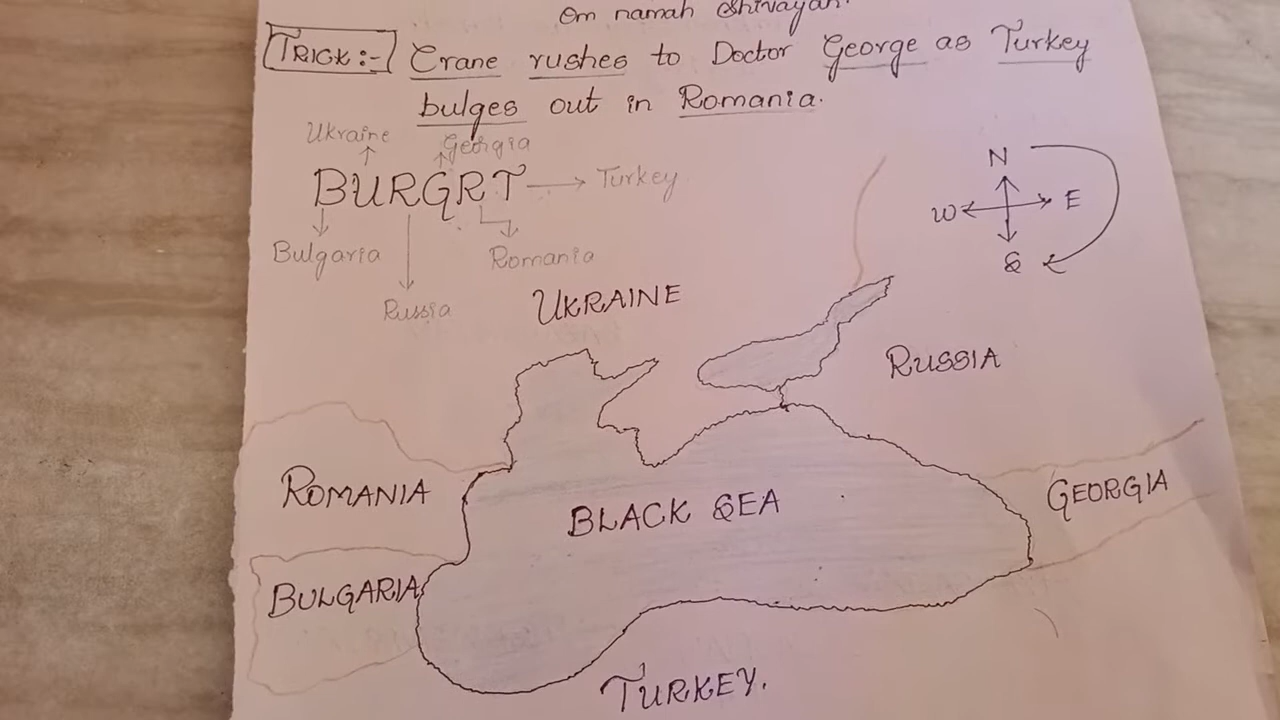 Om namah Shivayah.
TRICK :- Crane rushes to Doctor George as Turkey
bulges out in Romania.
Ukraine
Georgia
BURGRT → Turkey
Bulgaria
Romania
Russia
N
W E
S
UKRAINE
RUSSIA
ROMANIA
GEORGIA
BLACK SEA
BULGARIA
TURKEY.